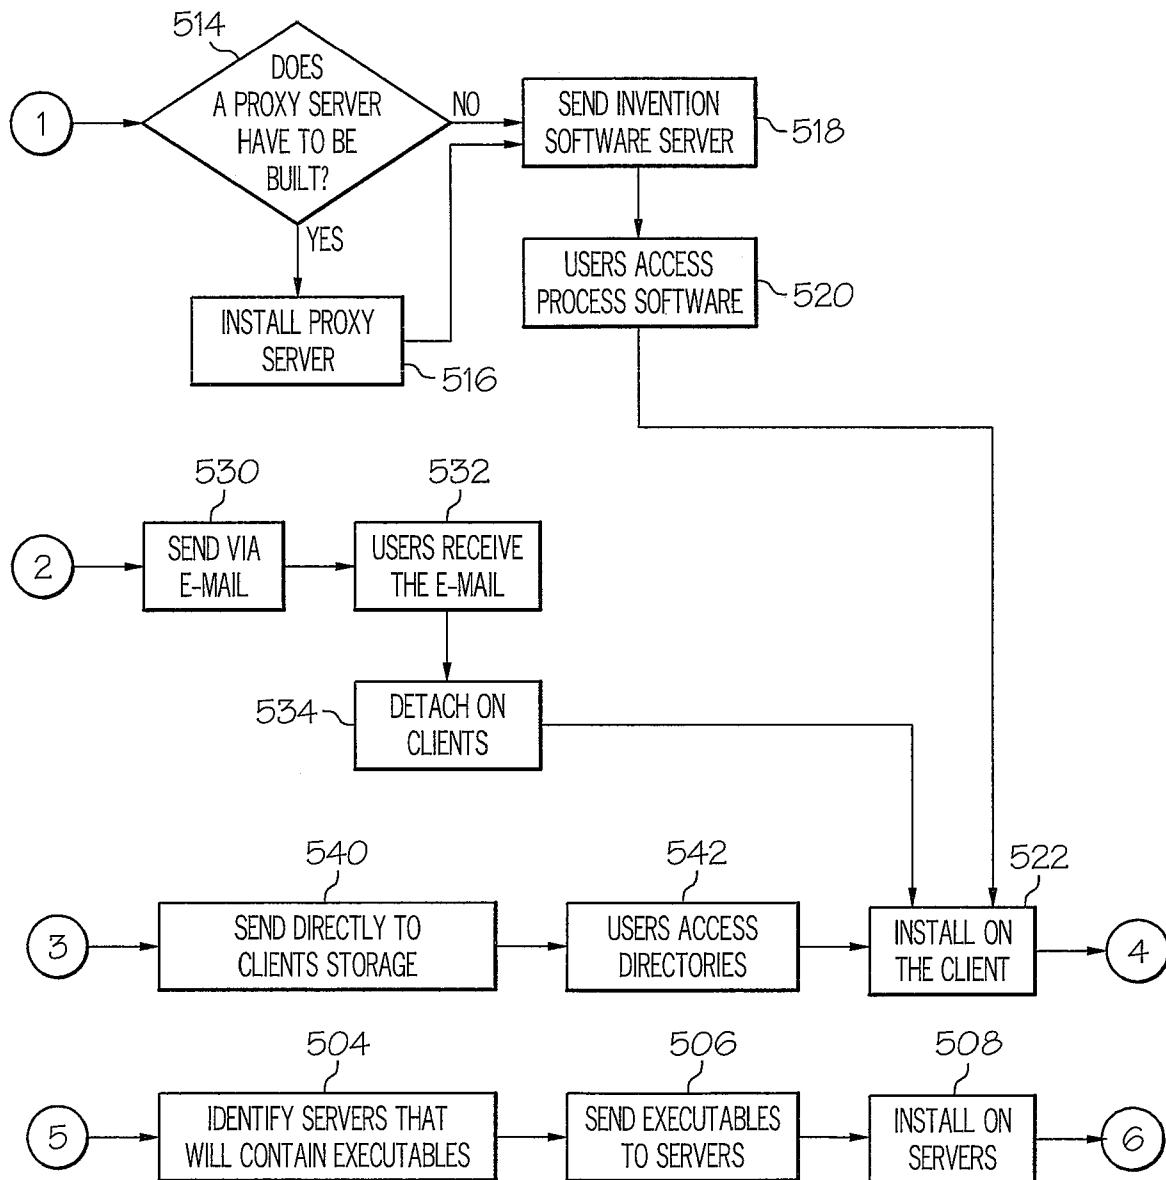 514
DOES
A PROXY SERVER
HAVE TO BE
BUILT?
1
NO
SEND INVENTION
SOFTWARE SERVER
518
YES
USERS ACCESS
PROCESS SOFTWARE
520
INSTALL PROXY
SERVER
516
530
532
2
SEND VIA
E-MAIL
USERS RECEIVE
THE E-MAIL
534
DETACH ON
CLIENTS
540
542
522
3
SEND DIRECTLY TO
CLIENTS STORAGE
USERS ACCESS
DIRECTORIES
INSTALL ON
THE CLIENT
4
504
506
508
5
IDENTIFY SERVERS THAT
WILL CONTAIN EXECUTABLES
SEND EXECUTABLES
TO SERVERS
INSTALL ON
SERVERS
6